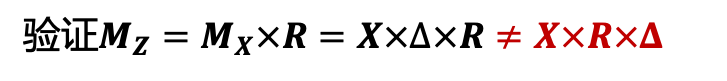 验证M_Z = M_X×R = X×Δ×R ≠ X×R×Δ